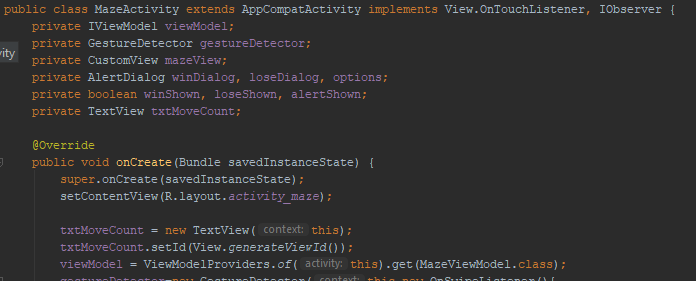 public class MazeActivity extends AppCompatActivity implements View.OnTouchListener, IObserver {
private IViewModel viewModel;
private GestureDetector gestureDetector;
vity
private CustomView mazeView;
private AlertDialog winDialog, loseDialog, options;
private boolean winShown, loseShown, alertShown;
private TextView txtMoveCount;
@Override
public void onCreate(Bundle savedInstanceState) {
super.onCreate(savedInstanceState);
setContentView(R.layout.activity_maze);
txtMoveCount = new TextView( context: this);
txtMoveCount.setId(View.generateViewId());
viewModel = ViewModelProviders.of( activity: this).get(MazeViewModel.class);
gestureDetector=new GestureDetector( context: this,new OnSwipeListener(){